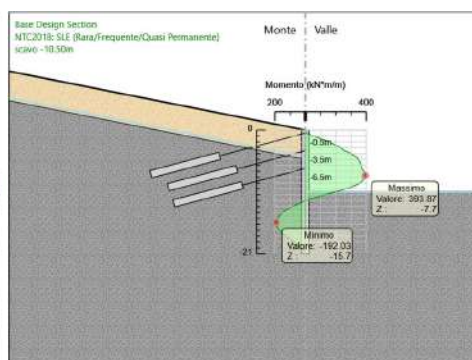 Base Design Section
NTC2018: SLE (Rara/Frequente/Quasi Permanente)
scavo -10.50m
Monte Valle
Momento (kN*m/m)
200 400
0
-0.5m
-3.5m
-6.5m
Massimo
Valore: 393.87
Z : -7.7
Minimo
Valore: -192.03
Z : -15.7
-21